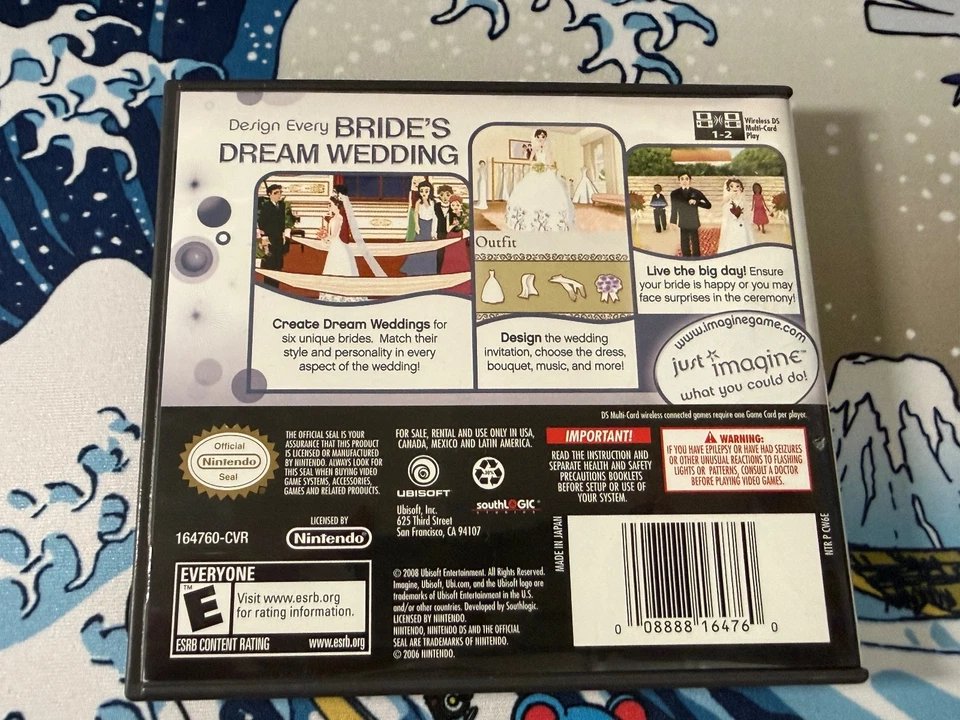 Design Every BRIDE'S
DREAM WEDDING
1-2
Wireless DS
Multi-Card
Play
Outfit
Create Dream Weddings for
six unique brides. Match their
style and personality in every
aspect of the wedding!
Design the wedding
invitation, choose the dress,
bouquet, music, and more!
Live the big day! Ensure
your bride is happy or you may
face surprises in the ceremony!
www.imaginegame.com
just imagine™
what you could do!
DS Multi-Card wireless connected games require one Game Card per player.
Official
Nintendo
Seal
THE OFFICIAL SEAL IS YOUR
ASSURANCE THAT THIS PRODUCT
IS LICENSED OR MANUFACTURED
BY NINTENDO. ALWAYS LOOK FOR
THIS SEAL WHEN BUYING VIDEO
GAME SYSTEMS, ACCESSORIES,
GAMES AND RELATED PRODUCTS.
FOR SALE, RENTAL AND USE ONLY IN USA,
CANADA, MEXICO AND LATIN AMERICA.
UBISOFT
southLOGIC
STUDIOS
Ubisoft, Inc.
625 Third Street
San Francisco, CA 94107
IMPORTANT!
READ THE INSTRUCTION AND
SEPARATE HEALTH AND SAFETY
PRECAUTIONS BOOKLETS
BEFORE SETUP OR USE OF
YOUR SYSTEM.
WARNING:
IF YOU HAVE EPILEPSY OR HAVE HAD SEIZURES
OR OTHER UNUSUAL REACTIONS TO FLASHING
LIGHTS OR PATTERNS, CONSULT A DOCTOR
BEFORE PLAYING VIDEO GAMES.
164760-CVR
LICENSED BY
Nintendo®
EVERYONE
E
™
Visit www.esrb.org
for rating information.
ESRB CONTENT RATING www.esrb.org
© 2008 Ubisoft Entertainment. All Rights Reserved.
Imagine, Ubisoft, Ubi.com, and the Ubisoft logo are
trademarks of Ubisoft Entertainment in the U.S.
and/or other countries. Developed by Southlogic.
LICENSED BY NINTENDO.
NINTENDO, NINTENDO DS AND THE OFFICIAL
SEAL ARE TRADEMARKS OF NINTENDO.
© 2006 NINTENDO.
MADE IN JAPAN
NTR P CW6E
0 08888 16476 0